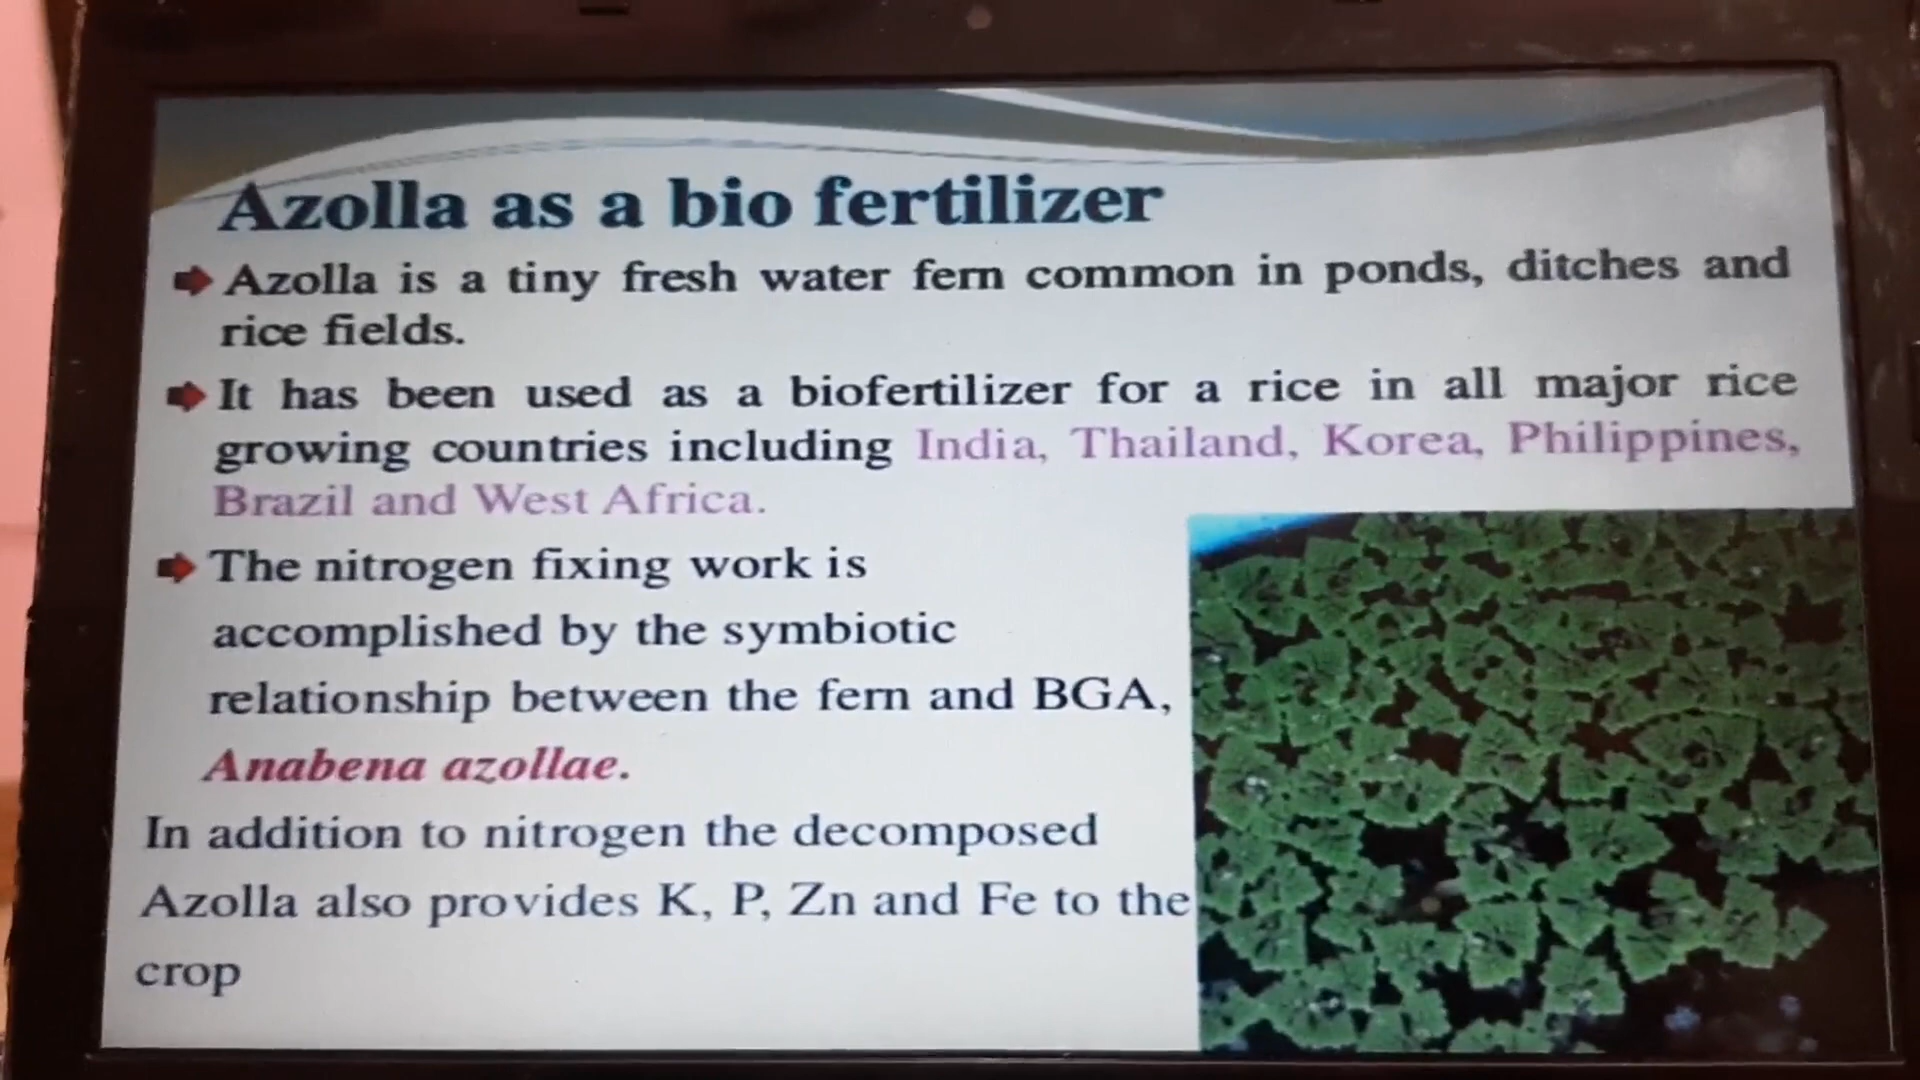 Azolla as a bio fertilizer
Azolla is a tiny fresh water fern common in ponds, ditches and
rice fields.
It has been used as a biofertilizer for a rice in all major rice
growing countries including India, Thailand, Korea, Philippines,
Brazil and West Africa.
The nitrogen fixing work is
accomplished by the symbiotic
relationship between the fern and BGA,
Anabena azollae.
In addition to nitrogen the decomposed
Azolla also provides K, P, Zn and Fe to the
crop